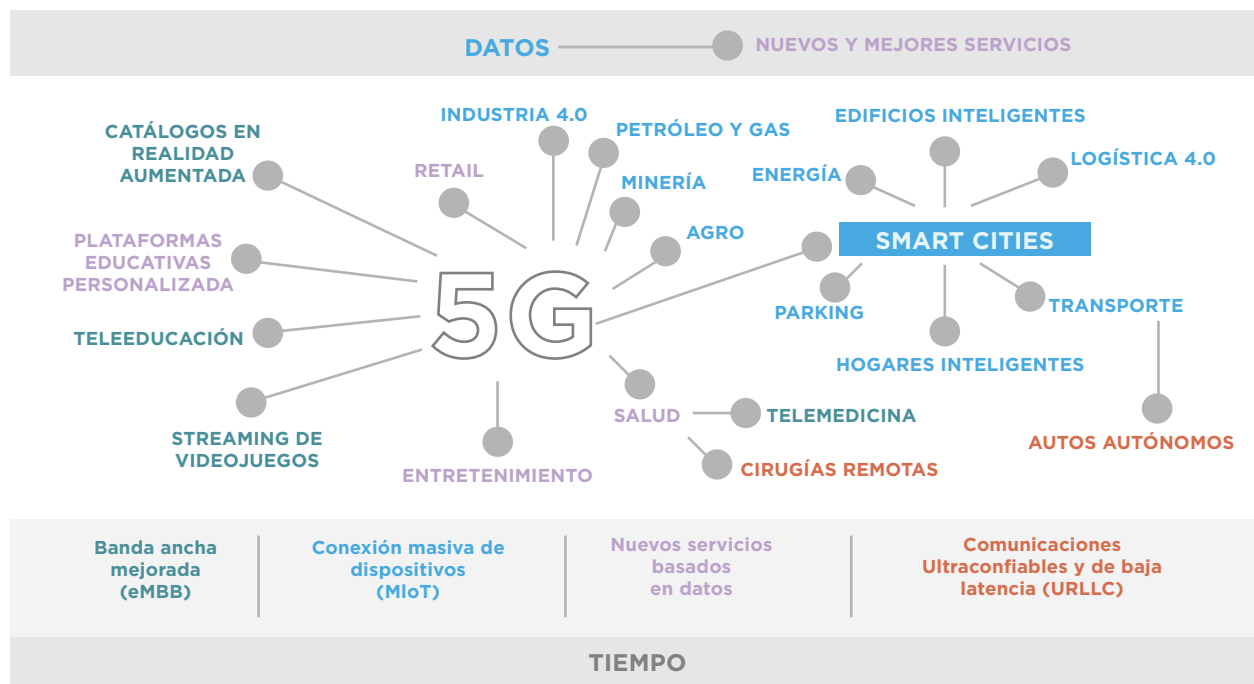 DATOS
NUEVOS Y MEJORES SERVICIOS
CATÁLOGOS EN
REALIDAD
AUMENTADA
PLATAFORMAS
EDUCATIVAS
PERSONALIZADA
TELEEDUCACIÓN
STREAMING DE
VIDEOJUEGOS
RETAIL
INDUSTRIA 4.0
PETRÓLEO Y GAS
MINERÍA
AGRO
5G
ENTRETENIMIENTO
SALUD
TELEMEDICINA
CIRUGÍAS REMOTAS
EDIFICIOS INTELIGENTES
ENERGÍA
LOGÍSTICA 4.0
SMART CITIES
PARKING
TRANSPORTE
HOGARES INTELIGENTES
AUTOS AUTÓNOMOS
Banda ancha
mejorada
(eMBB)
Conexión masiva de
dispositivos
(MIoT)
Nuevos servicios
basados
en datos
Comunicaciones
Ultraconfiables y de baja
latencia (URLLC)
TIEMPO